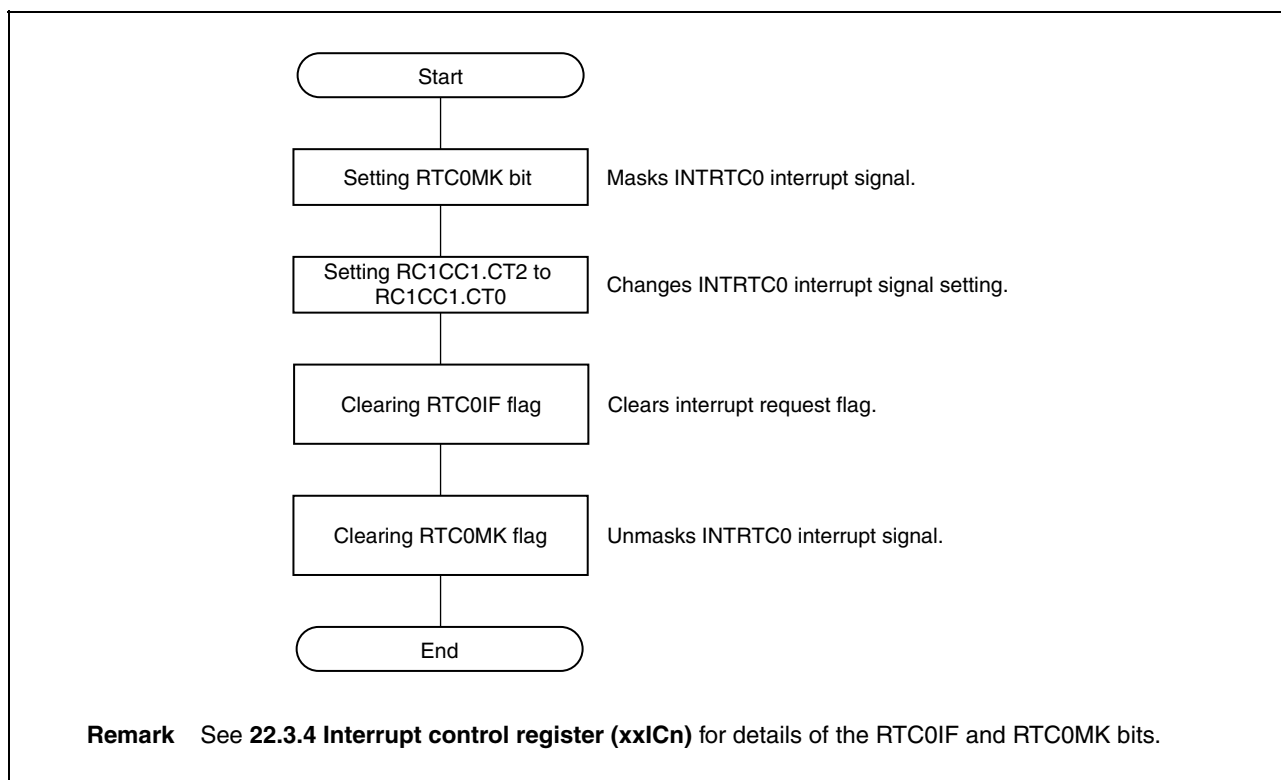 Start
Setting RTC0MK bit
Masks INTRTC0 interrupt signal.
Setting RC1CC1.CT2 to
RC1CC1.CT0
Changes INTRTC0 interrupt signal setting.
Clearing RTC0IF flag
Clears interrupt request flag.
Clearing RTC0MK flag
Unmasks INTRTC0 interrupt signal.
End
Remark See 22.3.4 Interrupt control register (xxICn) for details of the RTC0IF and RTC0MK bits.